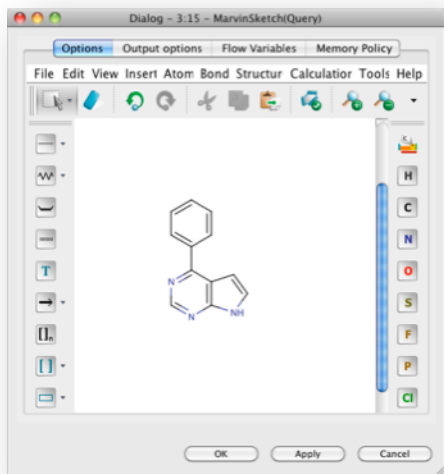 Dialog - 3:15 - MarvinSketch(Query)
Options Output options Flow Variables Memory Policy
File Edit View Insert Atom Bond Structur Calculation Tools Help
H
C
N
T
O
S
[]n
F
[ ]
P
Cl
N
N
NH
OK Apply Cancel